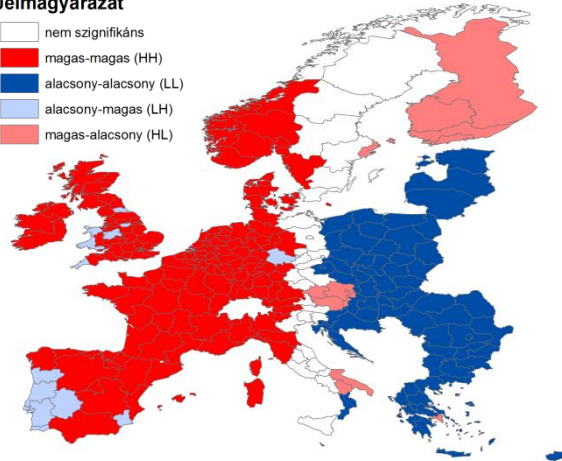 Jelmagyarázat
nem szignifikáns
magas-magas (HH)
alacsony-alacsony (LL)
alacsony-magas (LH)
magas-alacsony (HL)